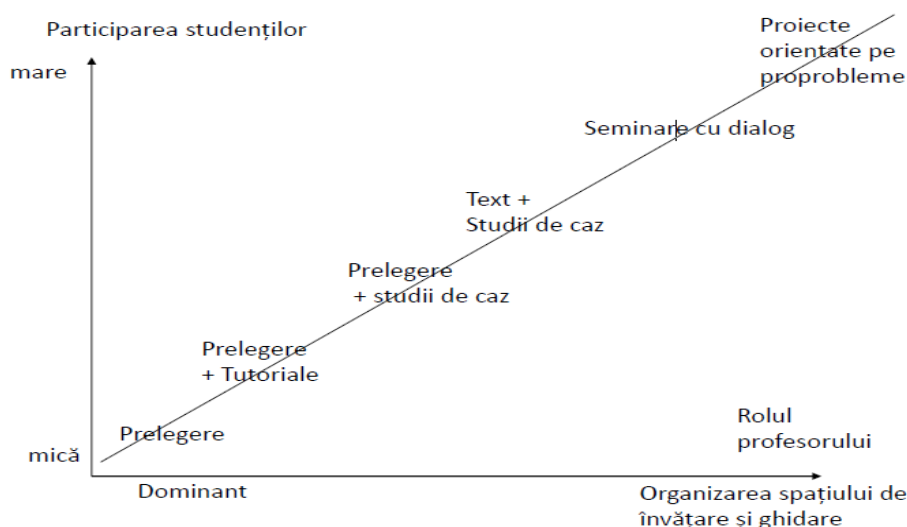 Participarea studenților
mare
Proiecte
orientate pe
proprobleme
Seminare cu dialog
Text +
Studii de caz
Prelegere
+ studii de caz
Prelegere
+ Tutoriale
Prelegere
mică
Rolul
profesorului
Dominant
Organizarea spațiului de
învățare și ghidare